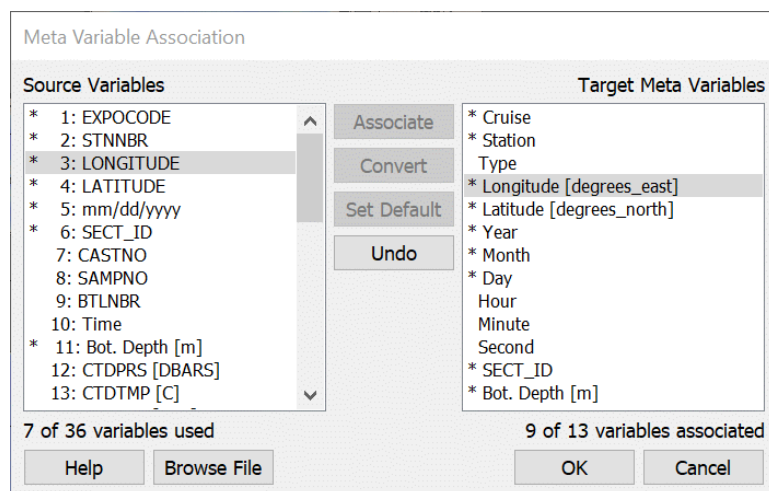 Meta Variable Association
Source Variables
* 1: EXPOCODE
* 2: STNNBR
* 3: LONGITUDE
* 4: LATITUDE
* 5: mm/dd/yyyy
* 6: SECT_ID
7: CASTNO
8: SAMPNO
9: BTLNBR
10: Time
* 11: Bot. Depth [m]
12: CTDPRS [DBARS]
13: CTDTMP [C]
7 of 36 variables used
Help
Browse File
Associate
Convert
Set Default
Undo
Target Meta Variables
* Cruise
* Station
Type
* Longitude [degrees_east]
* Latitude [degrees_north]
* Year
* Month
* Day
Hour
Minute
Second
* SECT_ID
* Bot. Depth [m]
9 of 13 variables associated
OK
Cancel